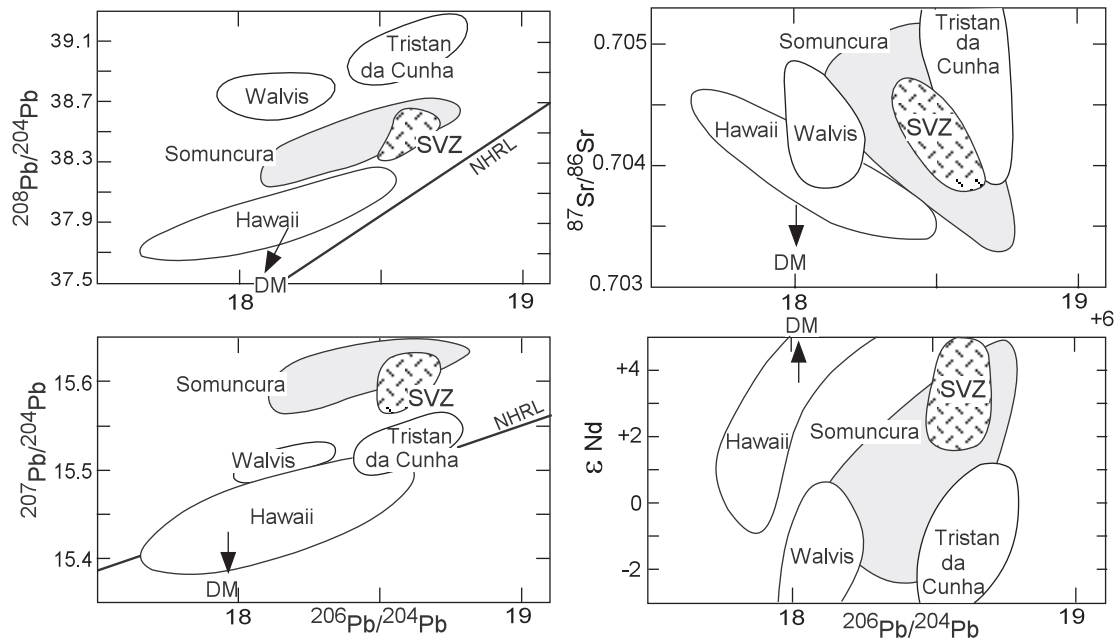 39.1
38.7
38.3
37.9
37.5
208Pb/204Pb
Tristan
da Cunha
Walvis
Somuncura
SVZ
NHRL
Hawaii
DM
18
19
0.705
0.704
0.703
87Sr/86Sr
Somuncura
Tristan
da
Cunha
Hawaii
Walvis
SVZ
DM
18
19
15.6
15.5
15.4
207Pb/204Pb
Somuncura
SVZ
NHRL
Walvis
Tristan
da Cunha
Hawaii
DM
18
19
206Pb/204Pb
+6
+4
+2
0
-2
ε Nd
DM
SVZ
Hawaii
Somuncura
Walvis
Tristan
da
Cunha
18
19
206Pb/204Pb